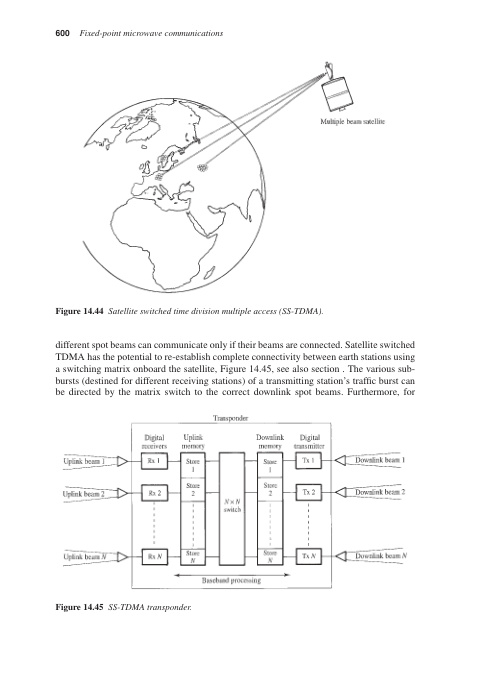 600 Fixed-point microwave communications
Multiple beam satellite
Figure 14.44 Satellite switched time division multiple access (SS-TDMA).
different spot beams can communicate only if their beams are connected. Satellite switched
TDMA has the potential to re-establish complete connectivity between earth stations using
a switching matrix onboard the satellite, Figure 14.45, see also section . The various sub-
bursts (destined for different receiving stations) of a transmitting station's traffic burst can
be directed by the matrix switch to the correct downlink spot beams. Furthermore, for
Transponder
Digital Uplink Downlink Digital
receivers memory memory transmitter
Uplink beam 1 Rx 1 Store Store Tx 1 Downlink beam 1
1 1
Uplink beam 2 Rx 2 Store Store Tx 2 Downlink beam 2
2 2
N × N
switch
Uplink beam N Rx N Store Store Tx N Downlink beam N
N N
Baseband processing
Figure 14.45 SS-TDMA transponder.